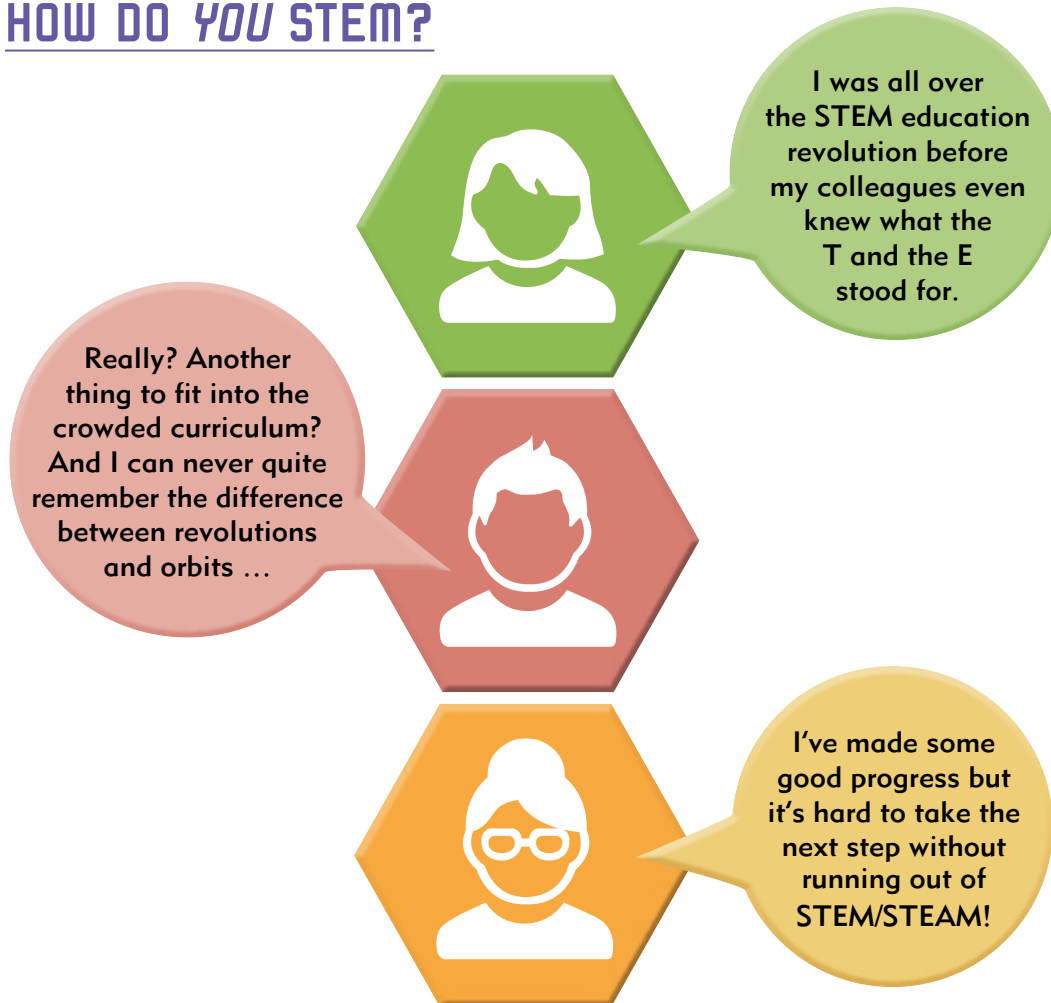 HOW DO YOU STEM?
I was all over
the STEM education
revolution before
my colleagues even
knew what the
T and the E
stood for.
Really? Another
thing to fit into the
crowded curriculum?
And I can never quite
remember the difference
between revolutions
and orbits ...
I've made some
good progress but
it's hard to take the
next step without
running out of
STEM/STEAM!